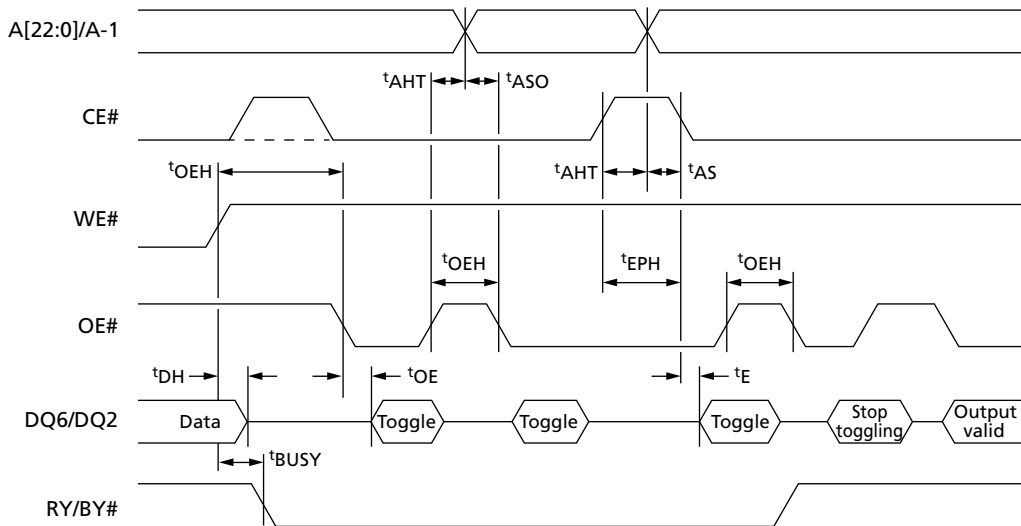 A[22:0]/A-1
tAHT tASO
CE#
tOEH tAHT tAS
WE#
tOEH tEPH tOEH
OE#
tDH tOE tE
DQ6/DQ2 Data Toggle Toggle Toggle Stop toggling Output valid
tBUSY
RY/BY#